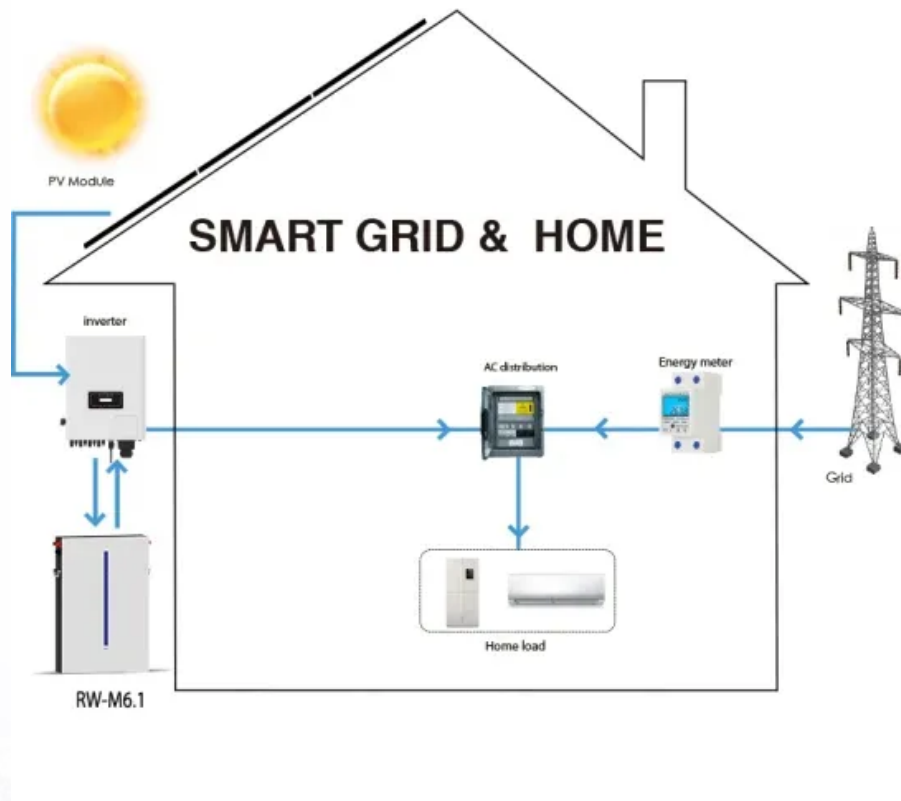 PV Module
SMART GRID & HOME
inverter
AC distribution
Energy meter
Grid
Home load
RW-M6.1